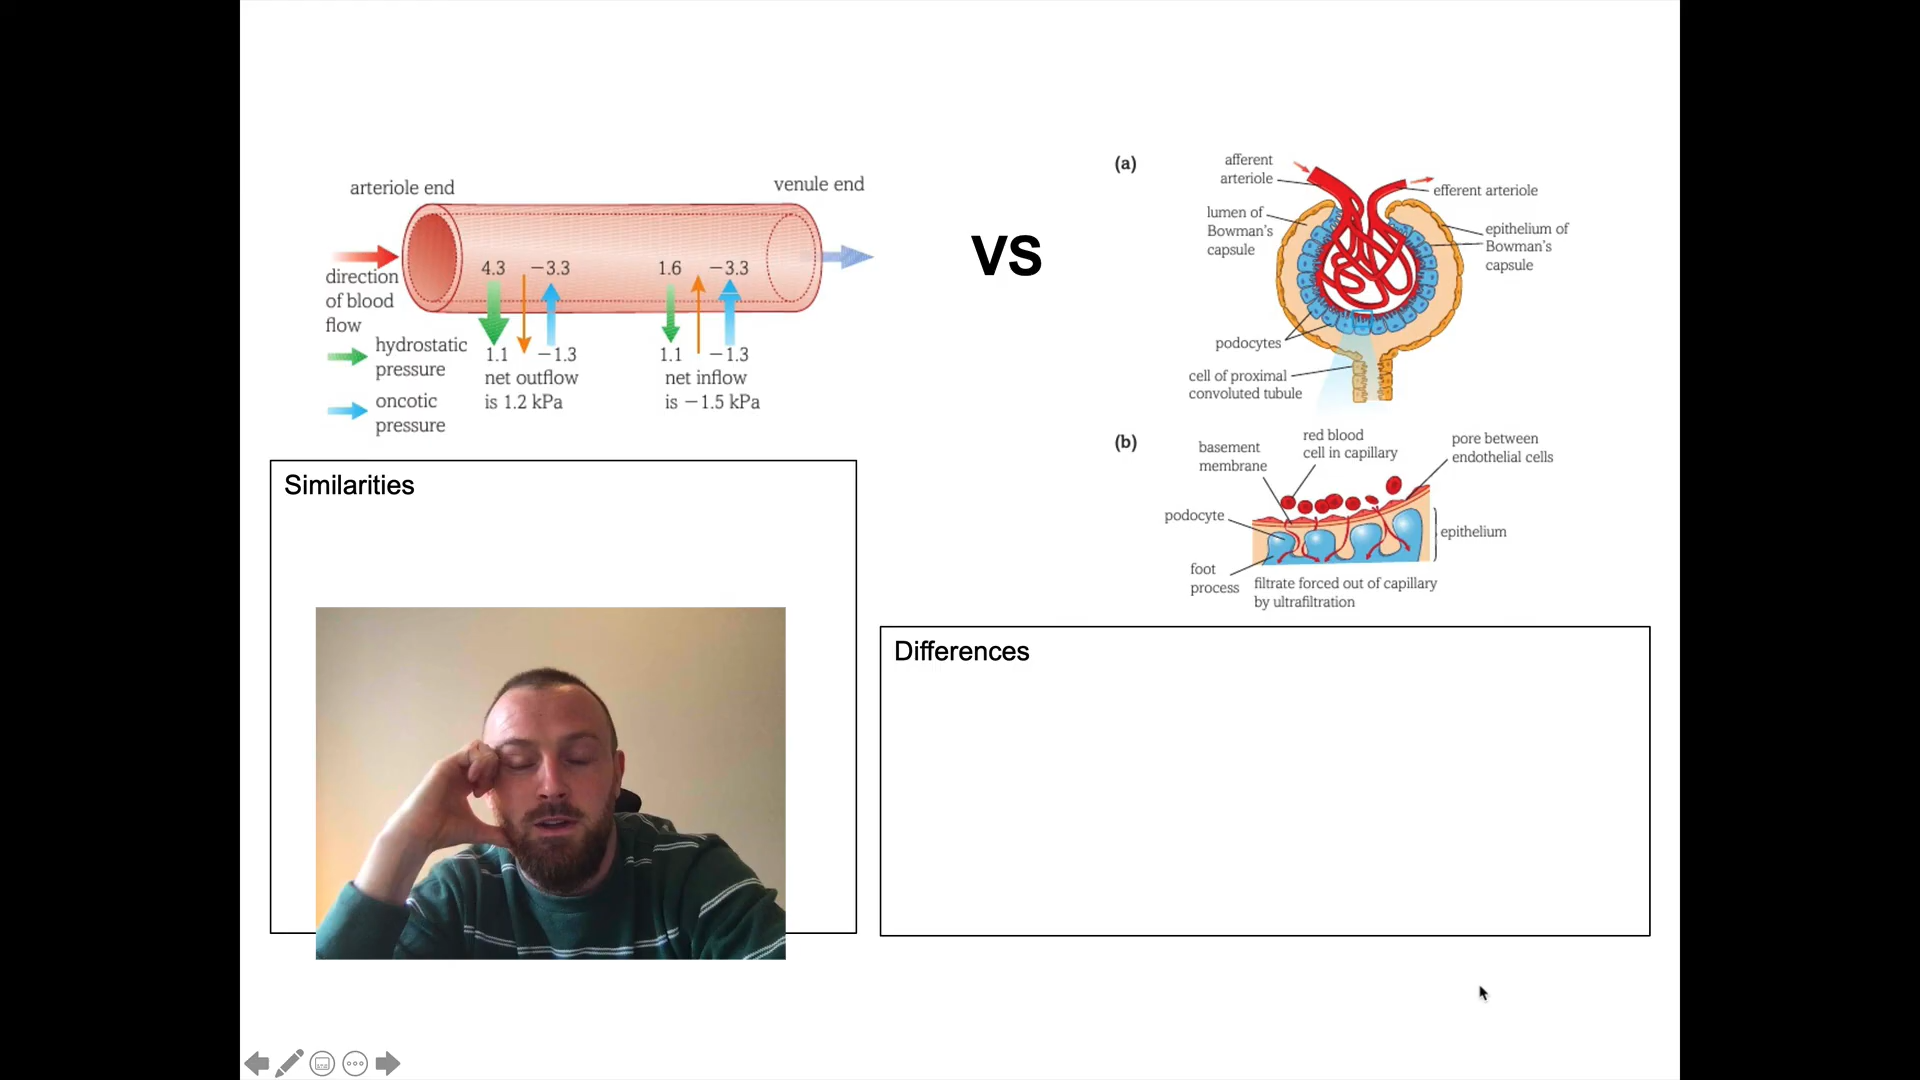 arteriole end
venule end
direction
of blood
flow
4.3
−3.3
1.6
−3.3
hydrostatic
pressure
oncotic
pressure
1.1
−1.3
net outflow
is 1.2 kPa
1.1
−1.3
net inflow
is −1.5 kPa
VS
(a)
afferent
arteriole
efferent arteriole
lumen of
Bowman's
capsule
epithelium of
Bowman's
capsule
podocytes
cell of proximal
convoluted tubule
(b)
basement
membrane
red blood
cell in capillary
pore between
endothelial cells
podocyte
epithelium
foot
process
filtrate forced out of capillary
by ultrafiltration
Similarities
Differences